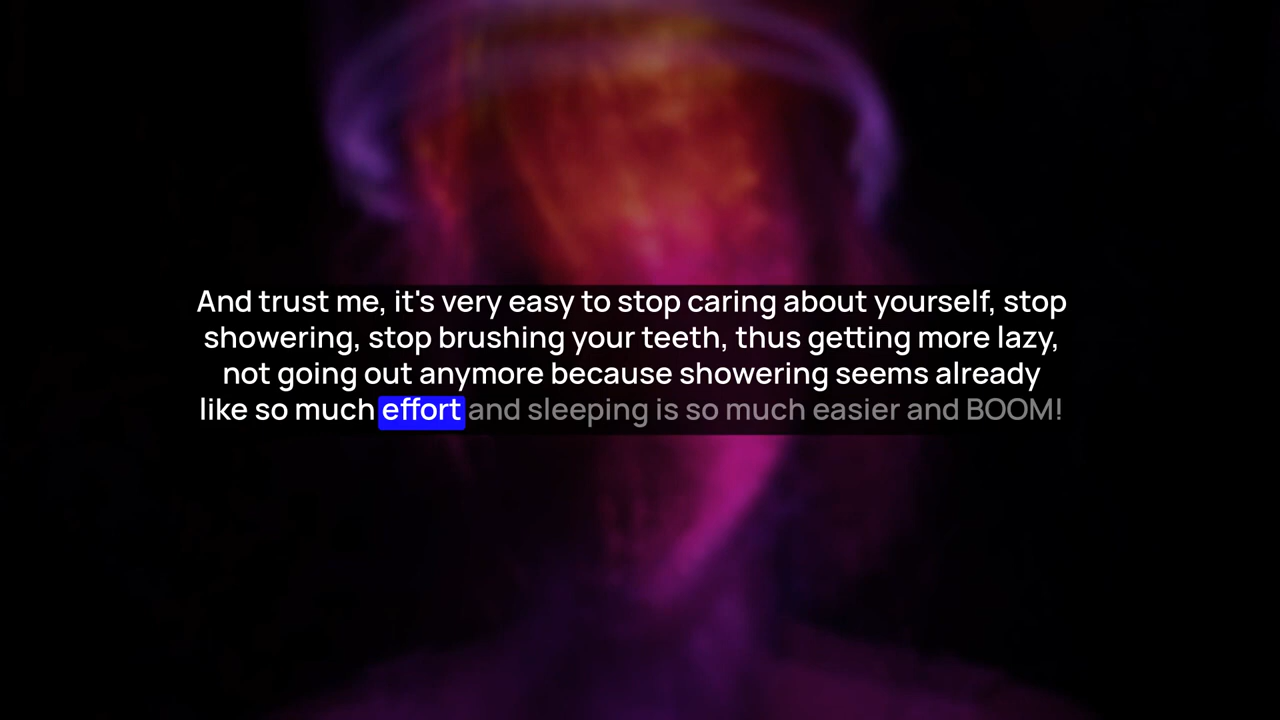 And trust me, it's very easy to stop caring about yourself, stop
showering, stop brushing your teeth, thus getting more lazy,
not going out anymore because showering seems already
like so much effort and sleeping is so much easier and BOOM!